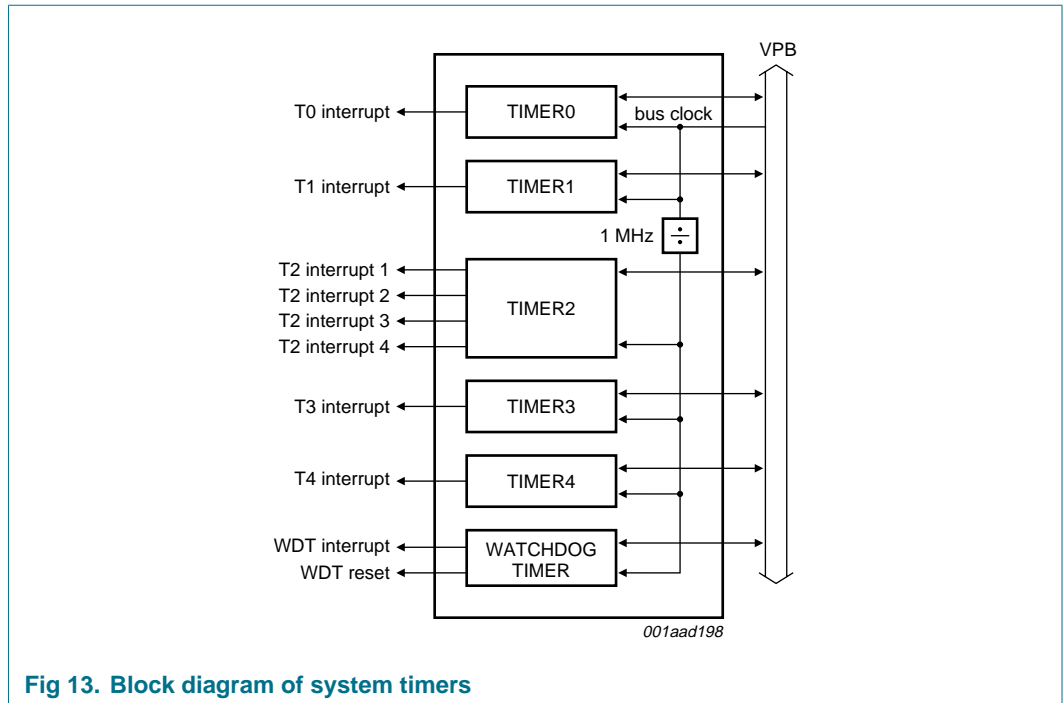 VPB
T0 interrupt
TIMER0
bus clock
T1 interrupt
TIMER1
1 MHz
÷
T2 interrupt 1
T2 interrupt 2
T2 interrupt 3
T2 interrupt 4
TIMER2
T3 interrupt
TIMER3
T4 interrupt
TIMER4
WDT interrupt
WDT reset
WATCHDOG
TIMER
001aad198
Fig 13. Block diagram of system timers